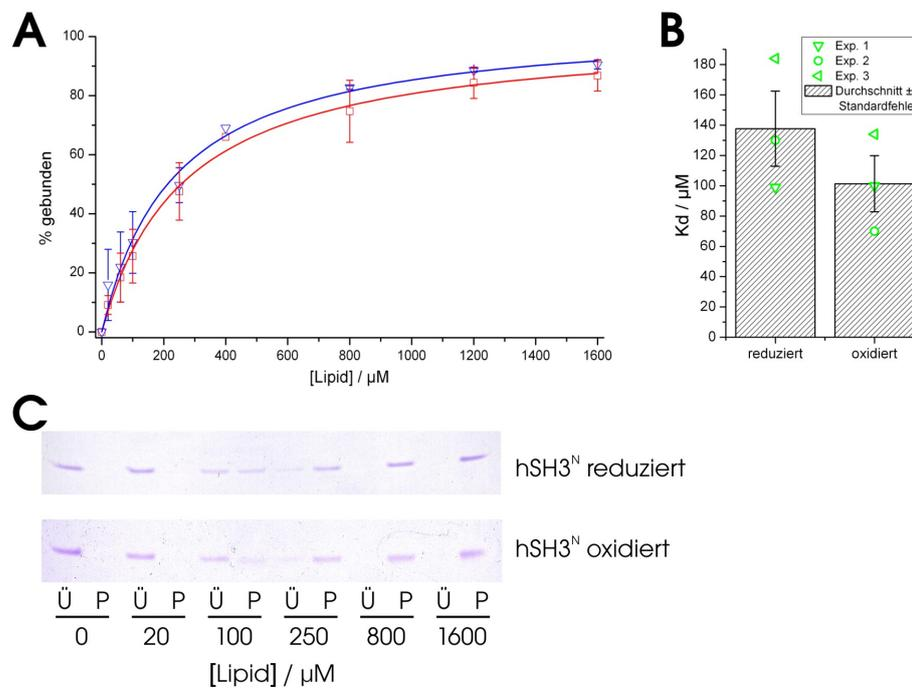 A
100
80
60
40
20
0
% gebunden
0 200 400 600 800 1000 1200 1400 1600
[Lipid] / µM
B
180
160
140
120
100
80
60
40
20
0
Kd / µM
Exp. 1
Exp. 2
Exp. 3
Durchschnitt ±
Standardfehle
reduziert oxidiert
C
hSH3N reduziert
hSH3N oxidiert
Ü P Ü P Ü P Ü P Ü P Ü P
0 20 100 250 800 1600
[Lipid] / µM